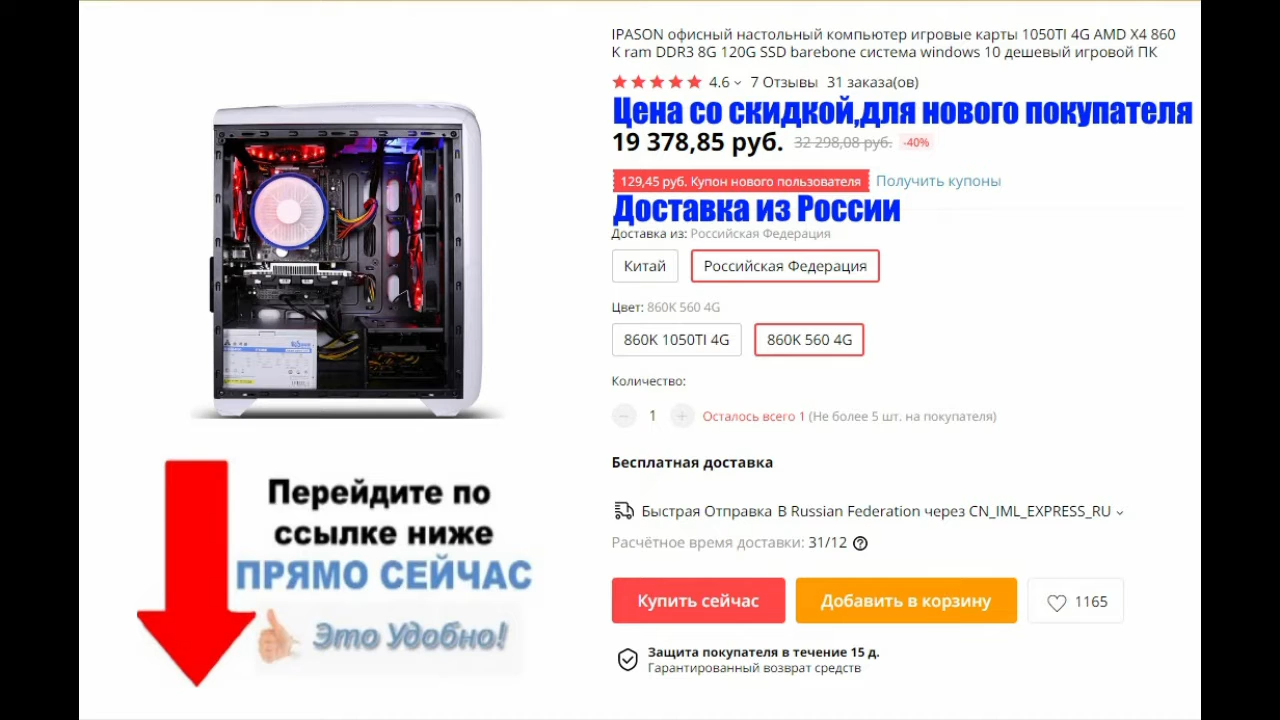 IPASON офисный настольный компьютер игровые карты 1050TI 4G AMD X4 860
K ram DDR3 8G 120G SSD barebone система windows 10 дешевый игровой ПК
4.6 7 Отзывы 31 заказа(ов)
Цена со скидкой,для нового покупателя
19 378,85 руб. 32 298,08 руб. -40%
129,45 руб. Купон нового пользователя Получить купоны
Доставка из России
Доставка из: Российская Федерация
Китай Российская Федерация
Цвет: 860K 560 4G
860K 1050TI 4G 860K 560 4G
Количество:
− 1 + Осталось всего 1 (Не более 5 шт. на покупателя)
Бесплатная доставка
Быстрая Отправка В Russian Federation через CN_IML_EXPRESS_RU
Расчётное время доставки: 31/12
Купить сейчас Добавить в корзину 1165
Защита покупателя в течение 15 д.
Гарантированный возврат средств
Перейдите по
ссылке ниже
ПРЯМО СЕЙЧАС
Это Удобно!